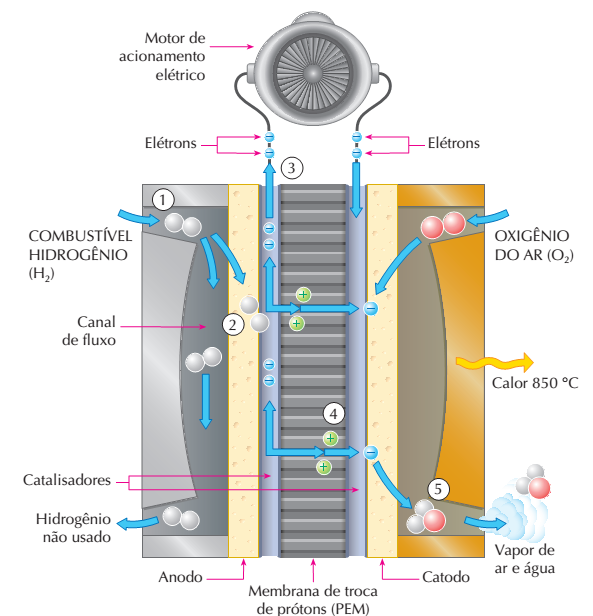 Motor de
acionamento
elétrico
Elétrons
Elétrons
3
1
COMBUSTÍVEL
HIDROGÊNIO
(H₂)
OXIGÊNIO
DO AR (O₂)
Canal
de fluxo
2
Calor 850 °C
4
Catalisadores
5
Hidrogênio
não usado
Vapor de
ar e água
Anodo
Membrana de troca
de prótons (PEM)
Catodo